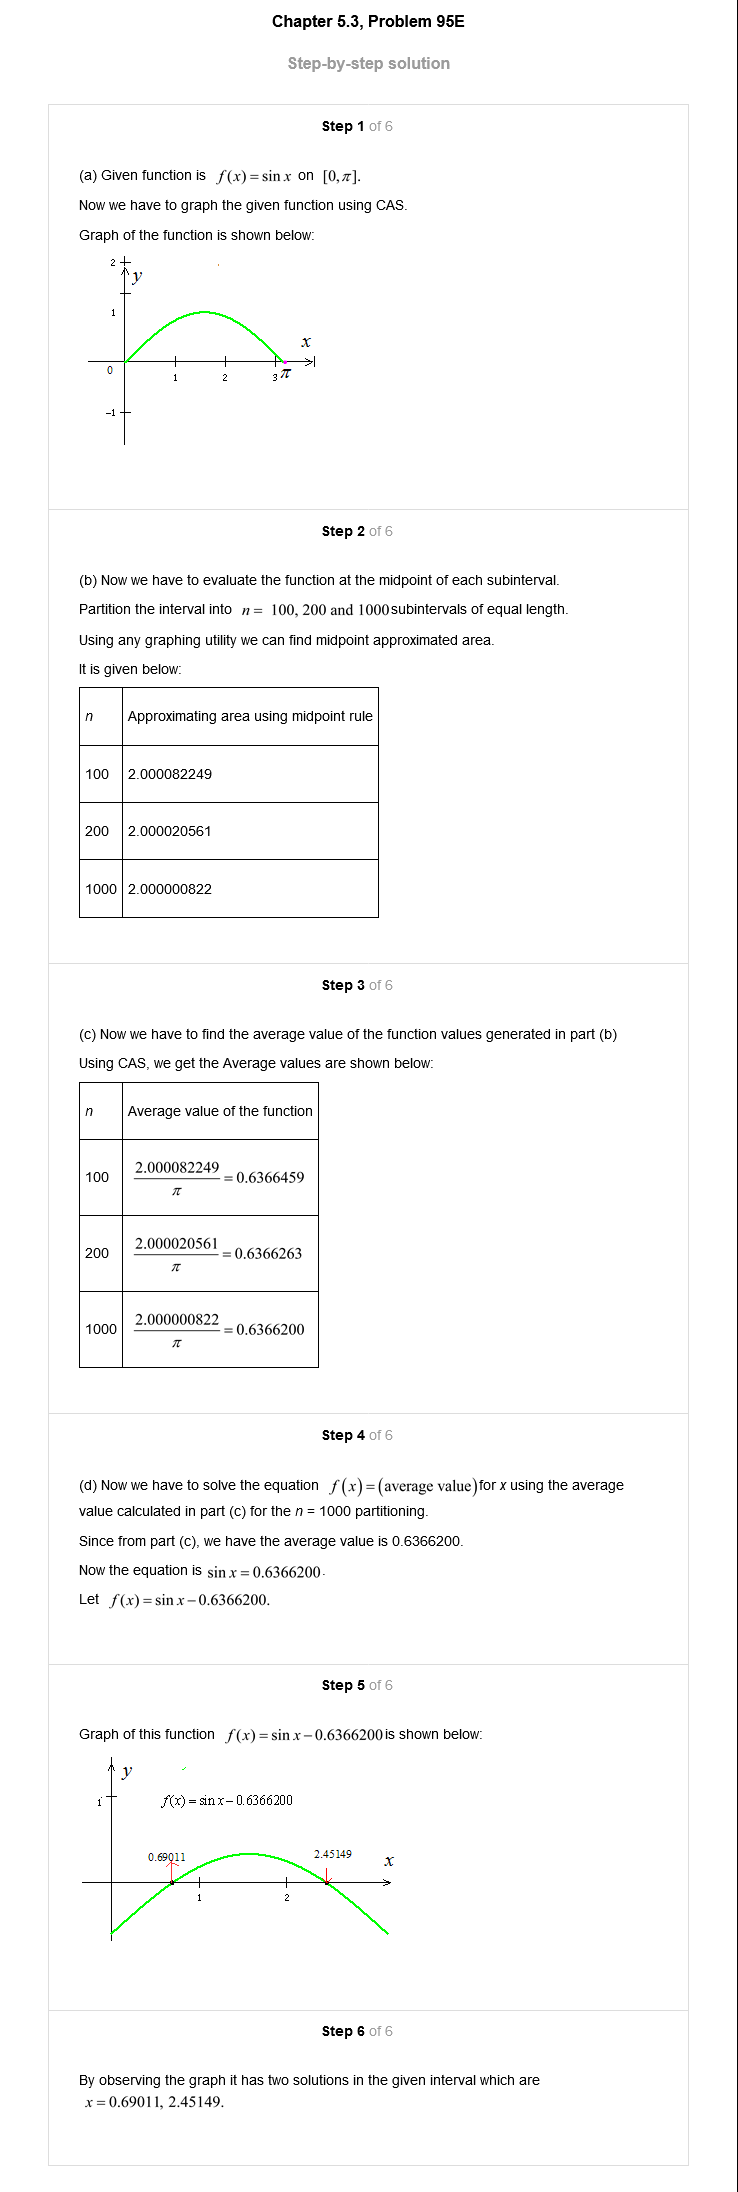 Chapter 5.3, Problem 95E
Step-by-step solution
Step 1 of 6
(a) Given function is f(x) = sin x on [0, π].
Now we have to graph the given function using CAS.
Graph of the function is shown below:
2
y
1
x
0
1 2 3 π
-1
Step 2 of 6
(b) Now we have to evaluate the function at the midpoint of each subinterval.
Partition the interval into n = 100, 200 and 1000 subintervals of equal length.
Using any graphing utility we can find midpoint approximated area.
It is given below:
n Approximating area using midpoint rule
100 2.000082249
200 2.000020561
1000 2.000000822
Step 3 of 6
(c) Now we have to find the average value of the function values generated in part (b)
Using CAS, we get the Average values are shown below:
n Average value of the function
100 2.000082249/π = 0.6366459
200 2.000020561/π = 0.6366263
1000 2.000000822/π = 0.6366200
Step 4 of 6
(d) Now we have to solve the equation f(x) = (average value) for x using the average
value calculated in part (c) for the n = 1000 partitioning.
Since from part (c), we have the average value is 0.6366200.
Now the equation is sin x = 0.6366200.
Let f(x) = sin x − 0.6366200.
Step 5 of 6
Graph of this function f(x) = sin x − 0.6366200 is shown below:
y
1 f(x) = sin x − 0.6366200
0.69011 2.45149 x
1 2
Step 6 of 6
By observing the graph it has two solutions in the given interval which are
x = 0.69011, 2.45149.